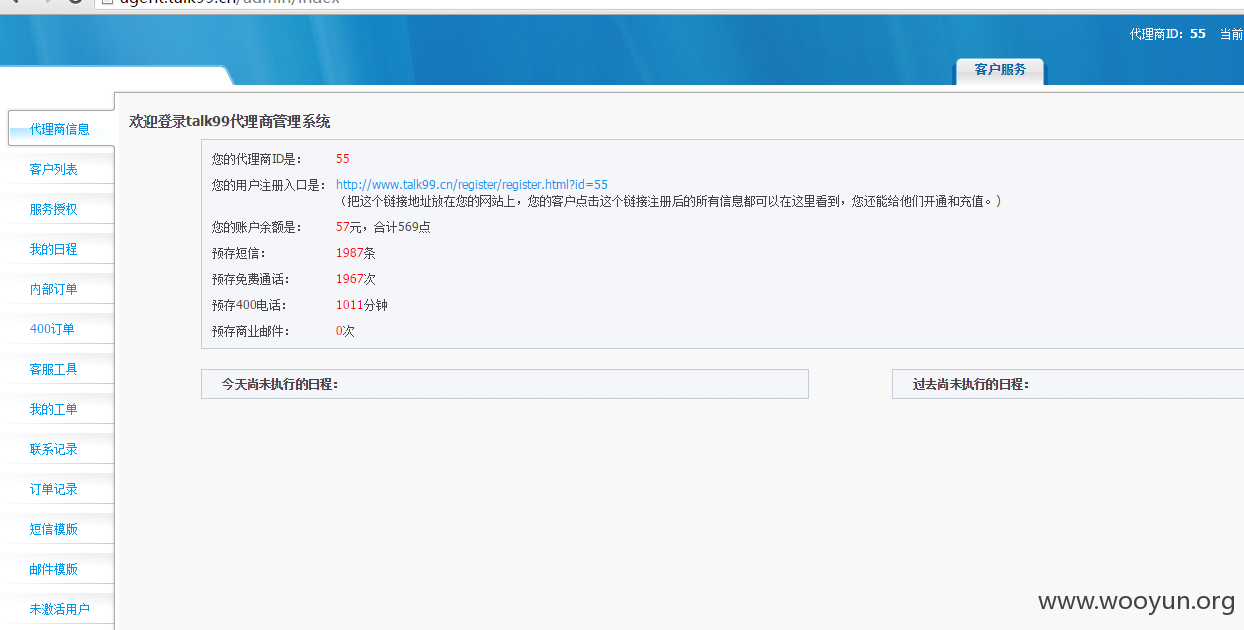 agent.talk99.cn/admin/index
代理商ID：55 当前
客户服务
代理商信息
客户列表
服务授权
我的日程
内部订单
400订单
客服工具
我的工单
联系记录
订单记录
短信模版
邮件模版
未激活用户
欢迎登录talk99代理商管理系统
您的代理商ID是： 55
您的用户注册入口是： http://www.talk99.cn/register/register.html?id=55
（把这个链接地址放在您的网站上，您的客户点击这个链接注册后的所有信息都可以在这里看到，您还能给他们开通和充值。）
您的账户余额是： 57元，合计569点
预存短信： 1987条
预存免费通话： 1967次
预存400电话： 1011分钟
预存商业邮件： 0次
今天尚未执行的日程：
过去尚未执行的日程：
www.wooyun.org